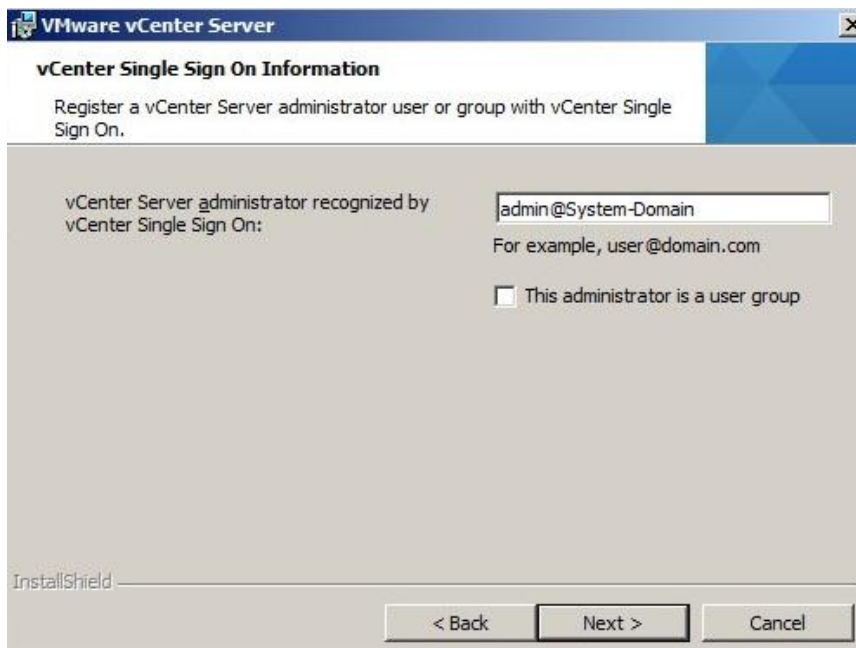 VMware vCenter Server
vCenter Single Sign On Information
Register a vCenter Server administrator user or group with vCenter Single
Sign On.
vCenter Server administrator recognized by
vCenter Single Sign On:
admin@System-Domain
For example, user@domain.com
This administrator is a user group
InstallShield
< Back
Next >
Cancel